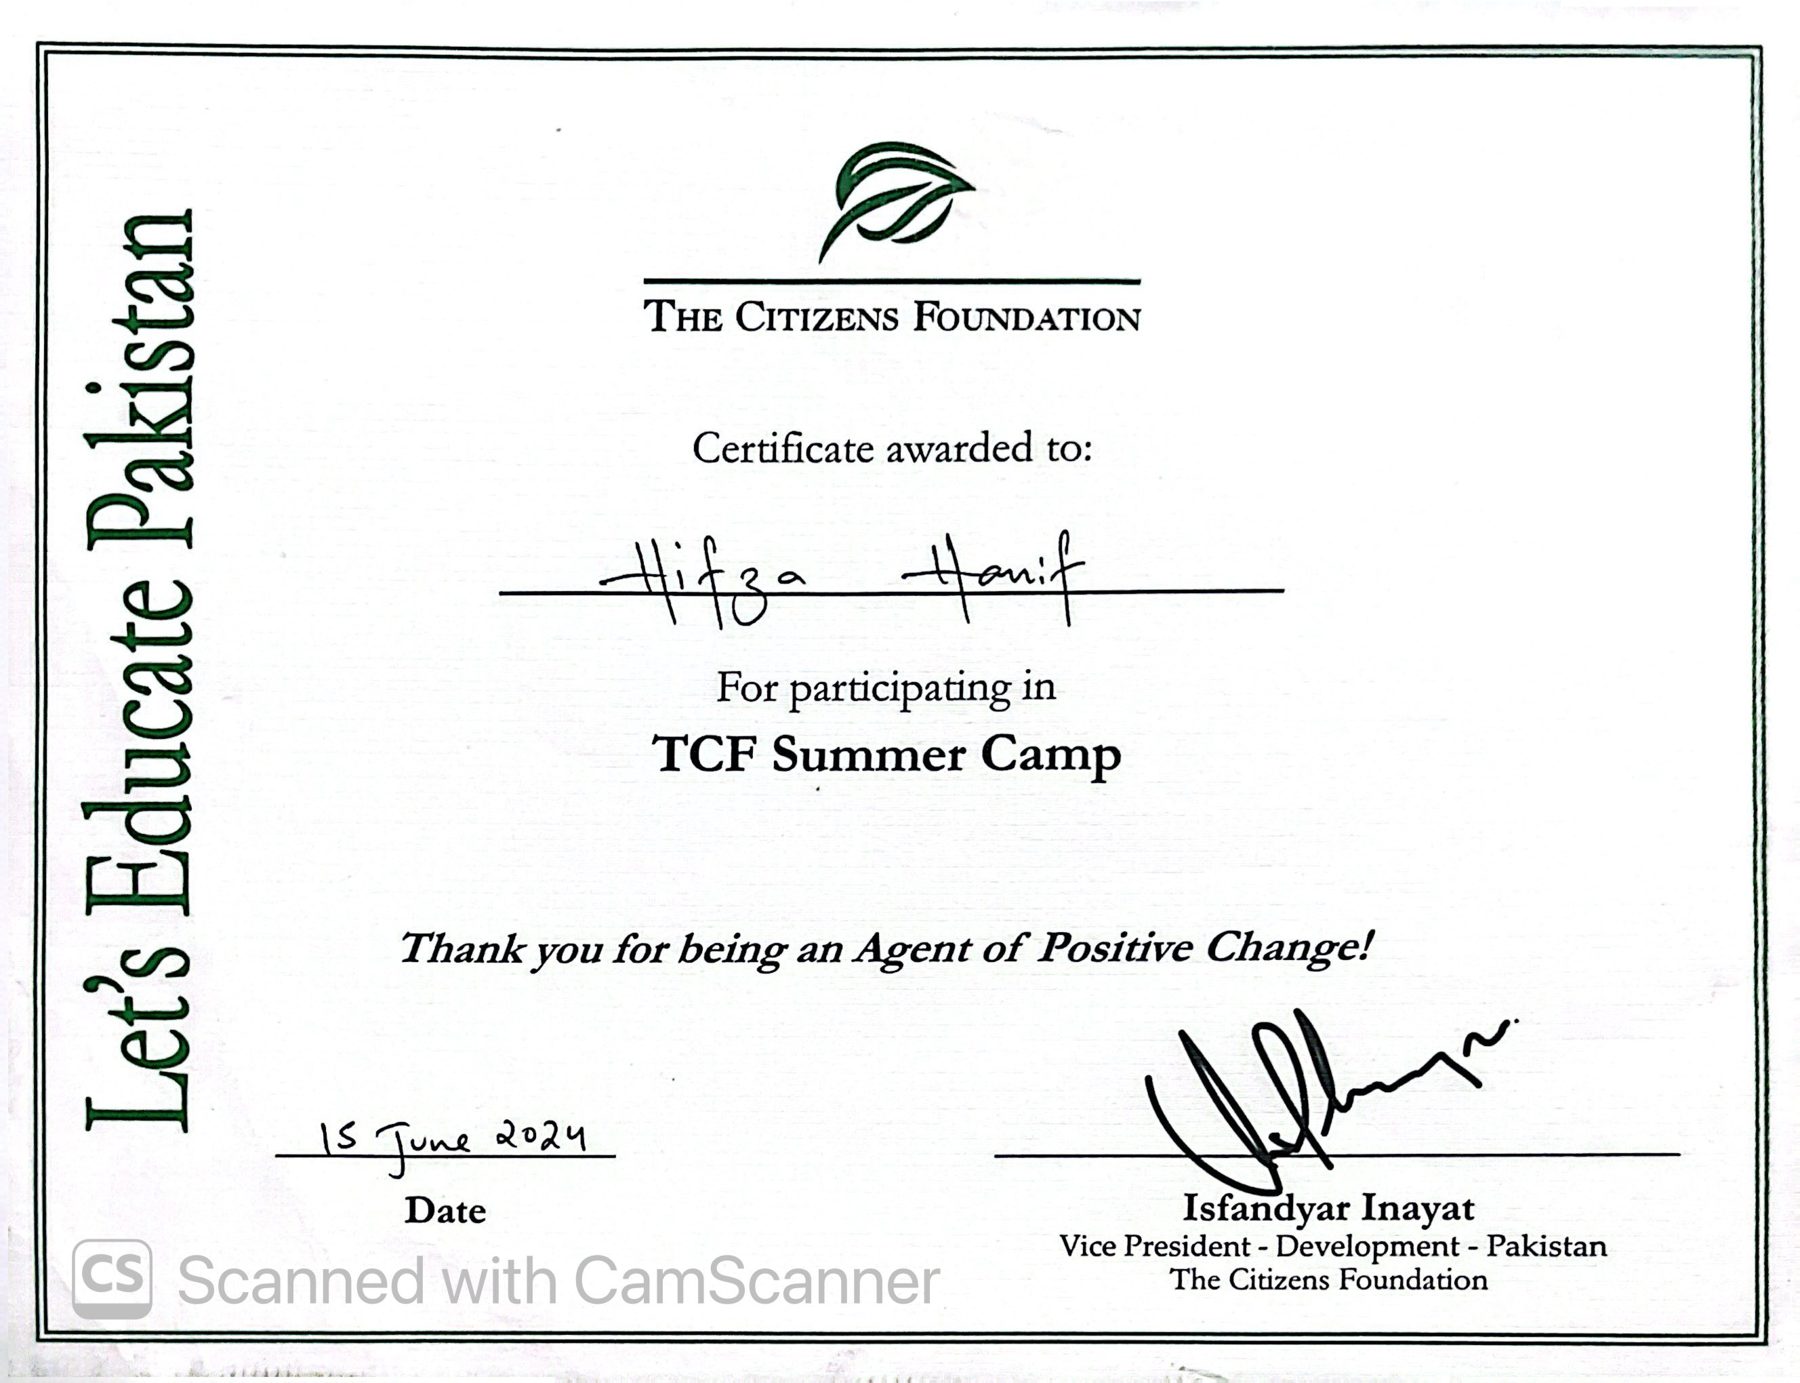 Let's Educate Pakistan
THE CITIZENS FOUNDATION
Certificate awarded to:
Hifza Hanif
For participating in
TCF Summer Camp
Thank you for being an Agent of Positive Change!
15 June 2024
Date
Isfandyar Inayat
Vice President - Development - Pakistan
The Citizens Foundation
CS Scanned with CamScanner